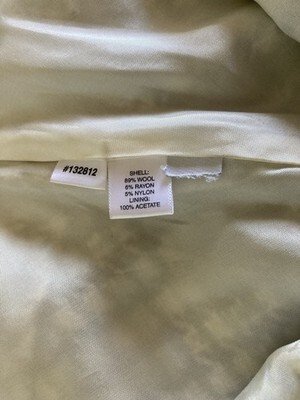 #132812
SHELL:
89% WOOL
6% RAYON
5% NYLON
LINING:
100% ACETATE